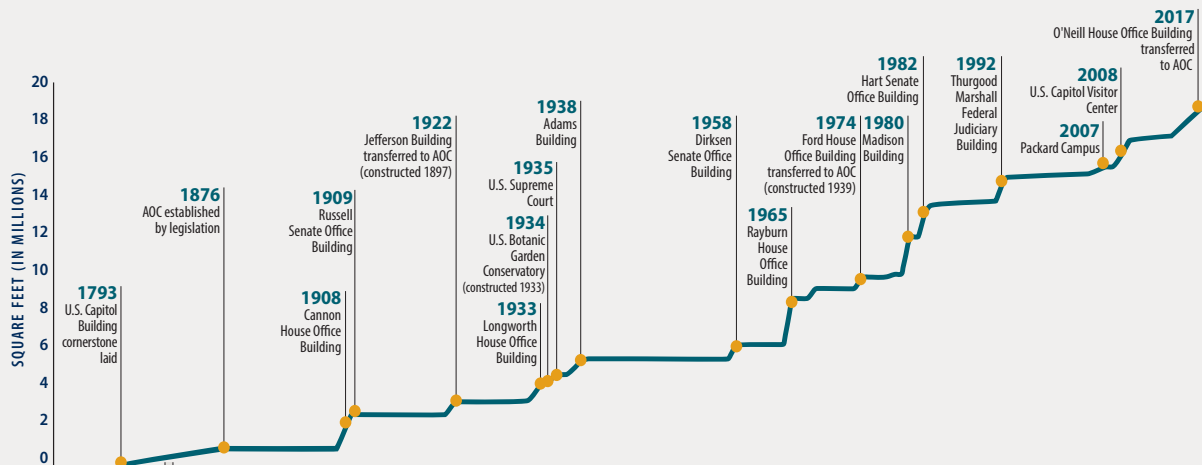 SQUARE FEET (IN MILLIONS)
20
18
16
14
12
10
8
6
4
2
0
1793
U.S. Capitol
Building
cornerstone
laid
1876
AOC established
by legislation
1908
Cannon
House Office
Building
1909
Russell
Senate Office
Building
1922
Jefferson Building
transferred to AOC
(constructed 1897)
1933
Longworth
House Office
Building
1934
U.S. Botanic
Garden
Conservatory
(constructed 1933)
1935
U.S. Supreme
Court
1938
Adams
Building
1958
Dirksen
Senate Office
Building
1965
Rayburn
House
Office
Building
1974
Ford House
Office Building
transferred to AOC
(constructed 1939)
1980
Madison
Building
1982
Hart Senate
Office Building
1992
Thurgood
Marshall
Federal
Judiciary
Building
2007
Packard Campus
2008
U.S. Capitol Visitor
Center
2017
O'Neill House Office Building
transferred
to AOC